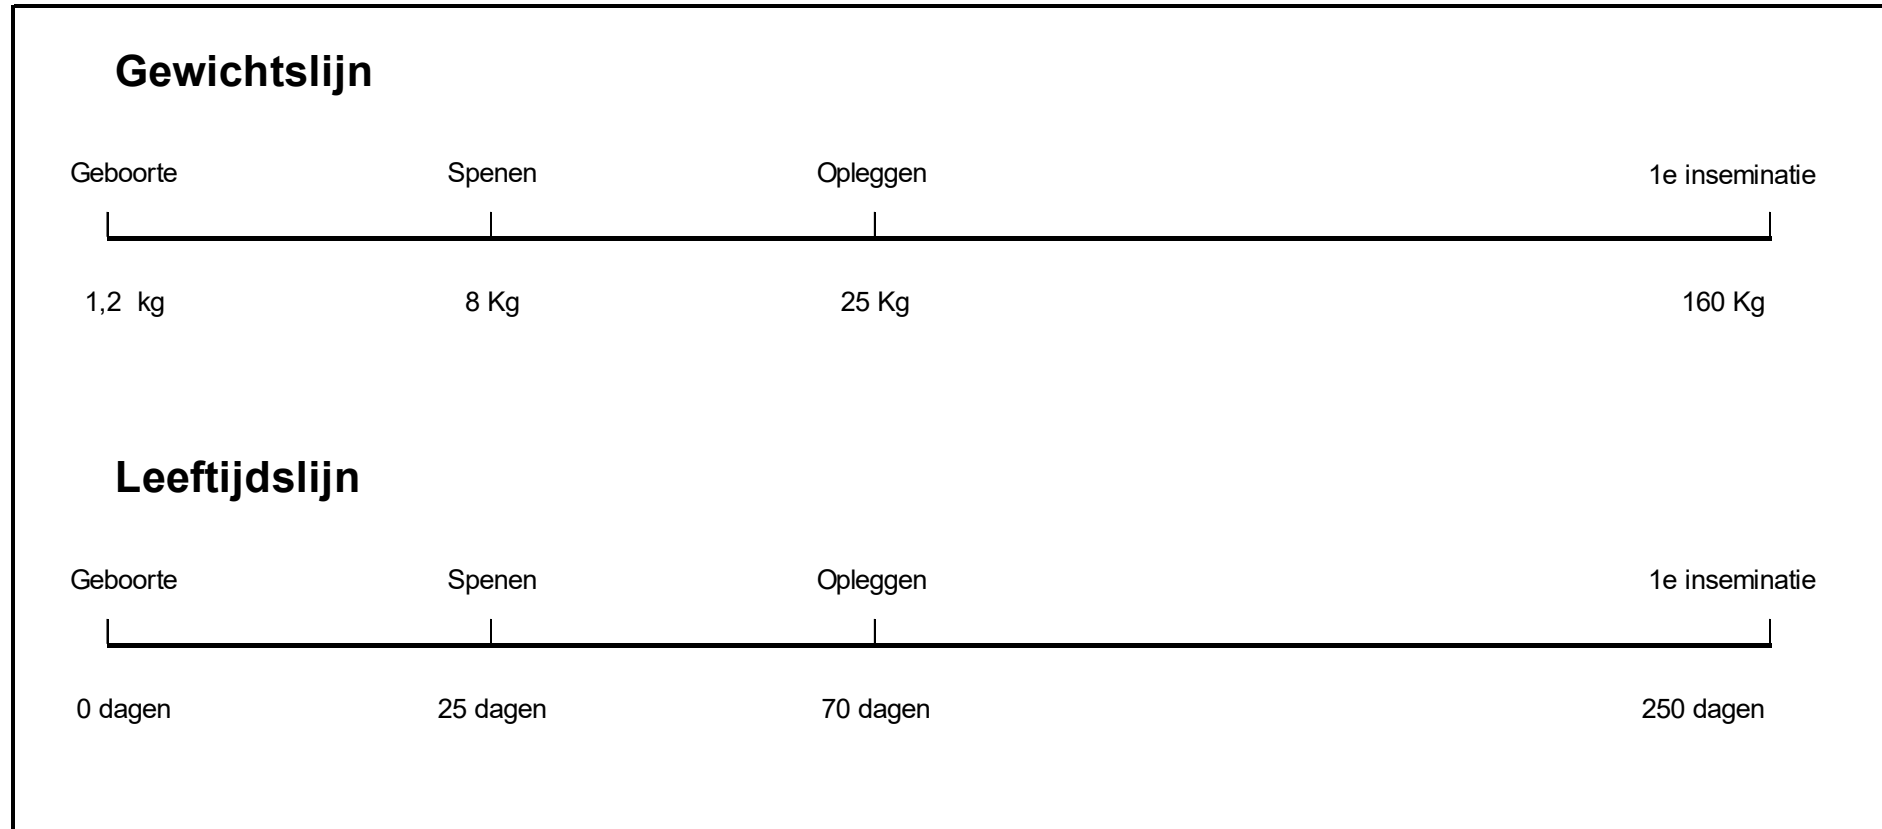 Gewichtslijn
Geboorte Spenen Opleggen 1e inseminatie
1,2 kg 8 Kg 25 Kg 160 Kg
Leeftijdslijn
Geboorte Spenen Opleggen 1e inseminatie
0 dagen 25 dagen 70 dagen 250 dagen